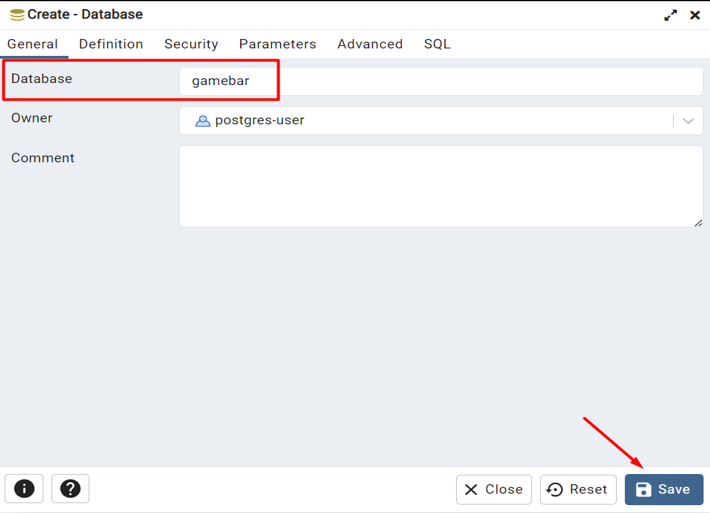 Create - Database
General Definition Security Parameters Advanced SQL
Database gamebar
Owner postgres-user
Comment
Close Reset Save